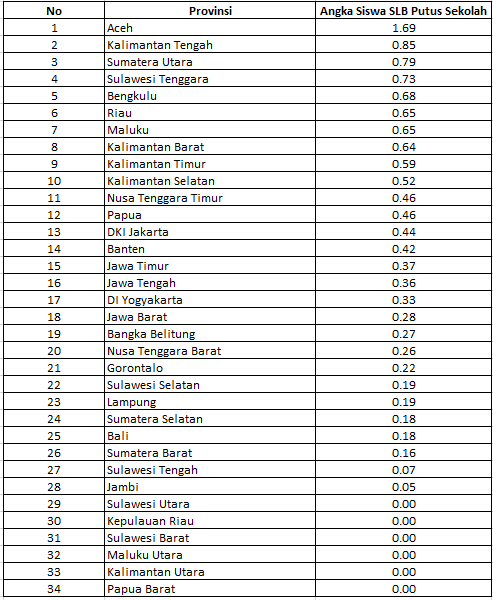 No Provinsi Angka Siswa SLB Putus Sekolah
1 Aceh 1.69
2 Kalimantan Tengah 0.85
3 Sumatera Utara 0.79
4 Sulawesi Tenggara 0.73
5 Bengkulu 0.68
6 Riau 0.65
7 Maluku 0.65
8 Kalimantan Barat 0.64
9 Kalimantan Timur 0.59
10 Kalimantan Selatan 0.52
11 Nusa Tenggara Timur 0.46
12 Papua 0.46
13 DKI Jakarta 0.44
14 Banten 0.42
15 Jawa Timur 0.37
16 Jawa Tengah 0.36
17 DI Yogyakarta 0.33
18 Jawa Barat 0.28
19 Bangka Belitung 0.27
20 Nusa Tenggara Barat 0.26
21 Gorontalo 0.22
22 Sulawesi Selatan 0.19
23 Lampung 0.19
24 Sumatera Selatan 0.18
25 Bali 0.18
26 Sumatera Barat 0.16
27 Sulawesi Tengah 0.07
28 Jambi 0.05
29 Sulawesi Utara 0.00
30 Kepulauan Riau 0.00
31 Sulawesi Barat 0.00
32 Maluku Utara 0.00
33 Kalimantan Utara 0.00
34 Papua Barat 0.00